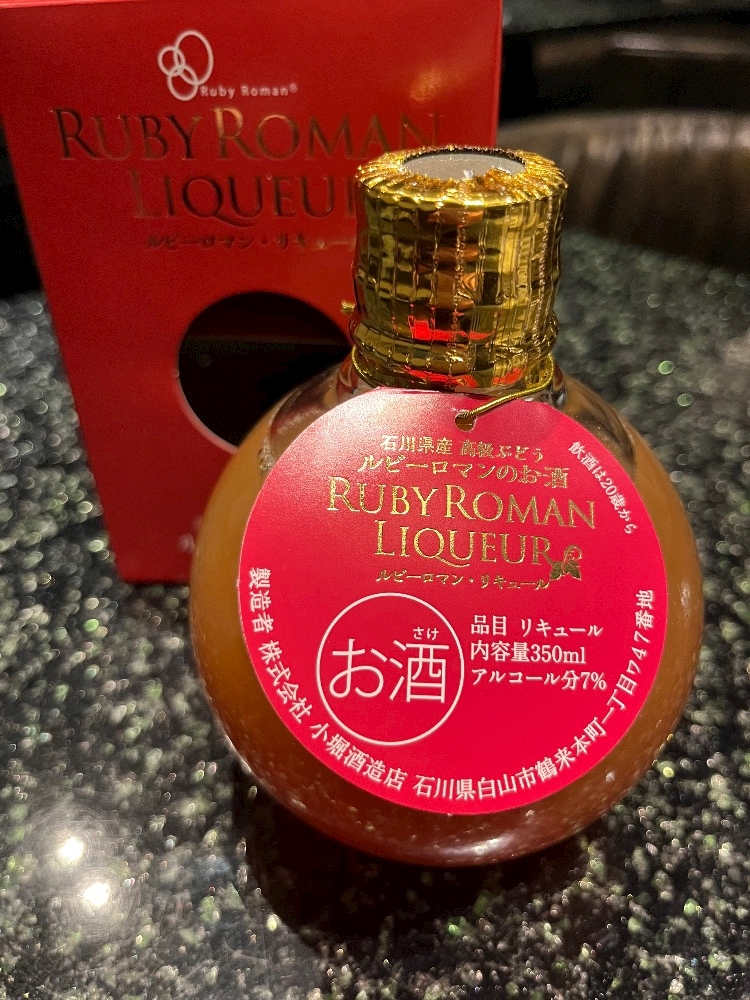 Ruby Roman®
RUBY ROMAN
LIQUEUR
ルビーロマン・リキュール
石川県産 高級ぶどう
ルビーロマンのお酒
飲酒は20歳から
RUBY ROMAN
LIQUEUR
ルビーロマン・リキュール
さけ
お酒
品目 リキュール
内容量350ml
アルコール分7%
製造者 株式会社 小堀酒造店 石川県白山市鶴来本町一丁目ワ47番地